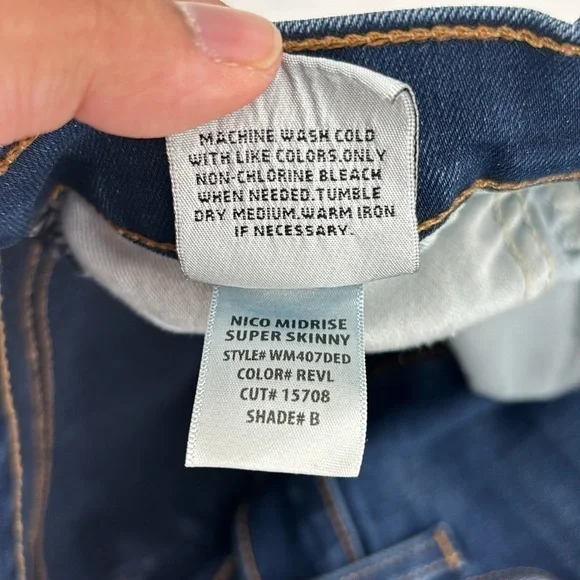 MACHINE WASH COLD
WITH LIKE COLORS.ONLY
NON-CHLORINE BLEACH
WHEN NEEDED.TUMBLE
DRY MEDIUM.WARM IRON
IF NECESSARY.
NICO MIDRISE
SUPER SKINNY
STYLE# WM407DED
COLOR# REVL
CUT# 15708
SHADE# B